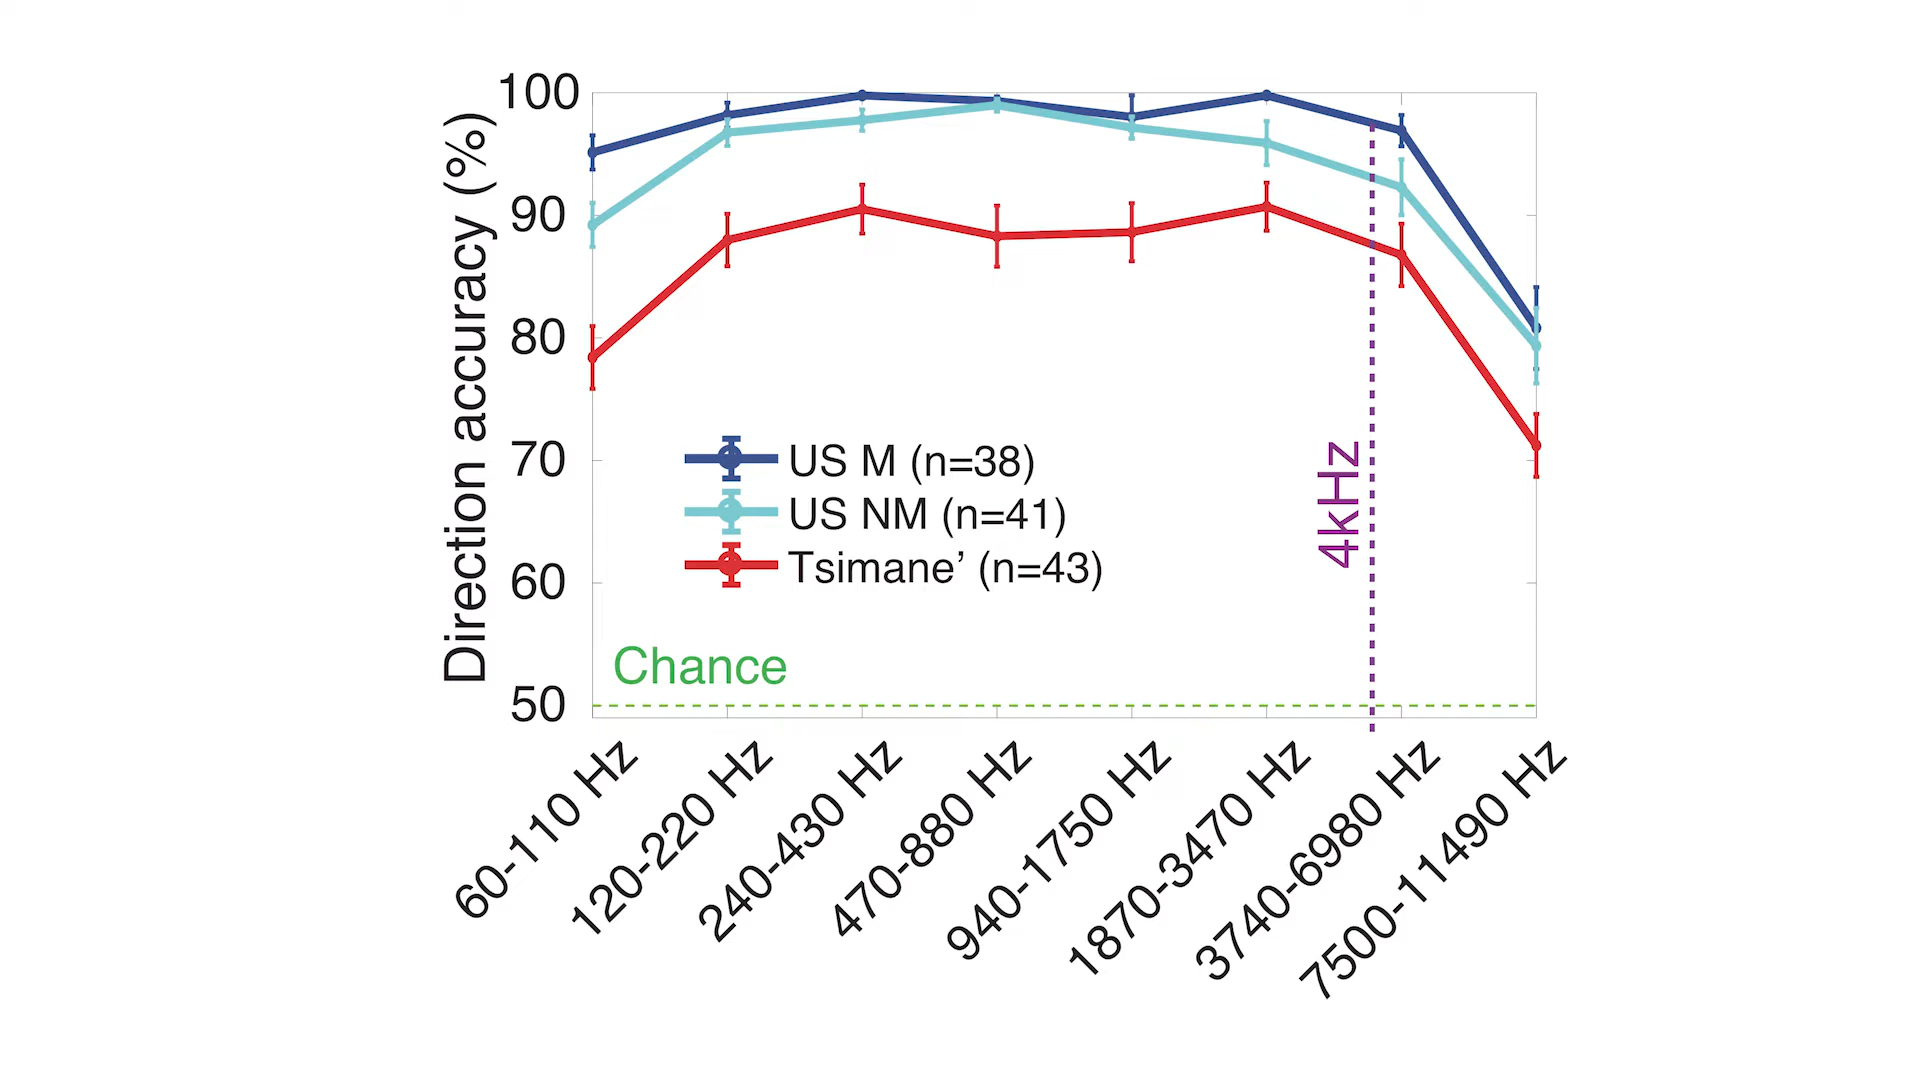 Direction accuracy (%)
100
90
80
70
60
50
US M (n=38)
US NM (n=41)
Tsimane’ (n=43)
4kHz
Chance
60-110 Hz
120-220 Hz
240-430 Hz
470-880 Hz
940-1750 Hz
1870-3470 Hz
3740-6980 Hz
7500-11490 Hz